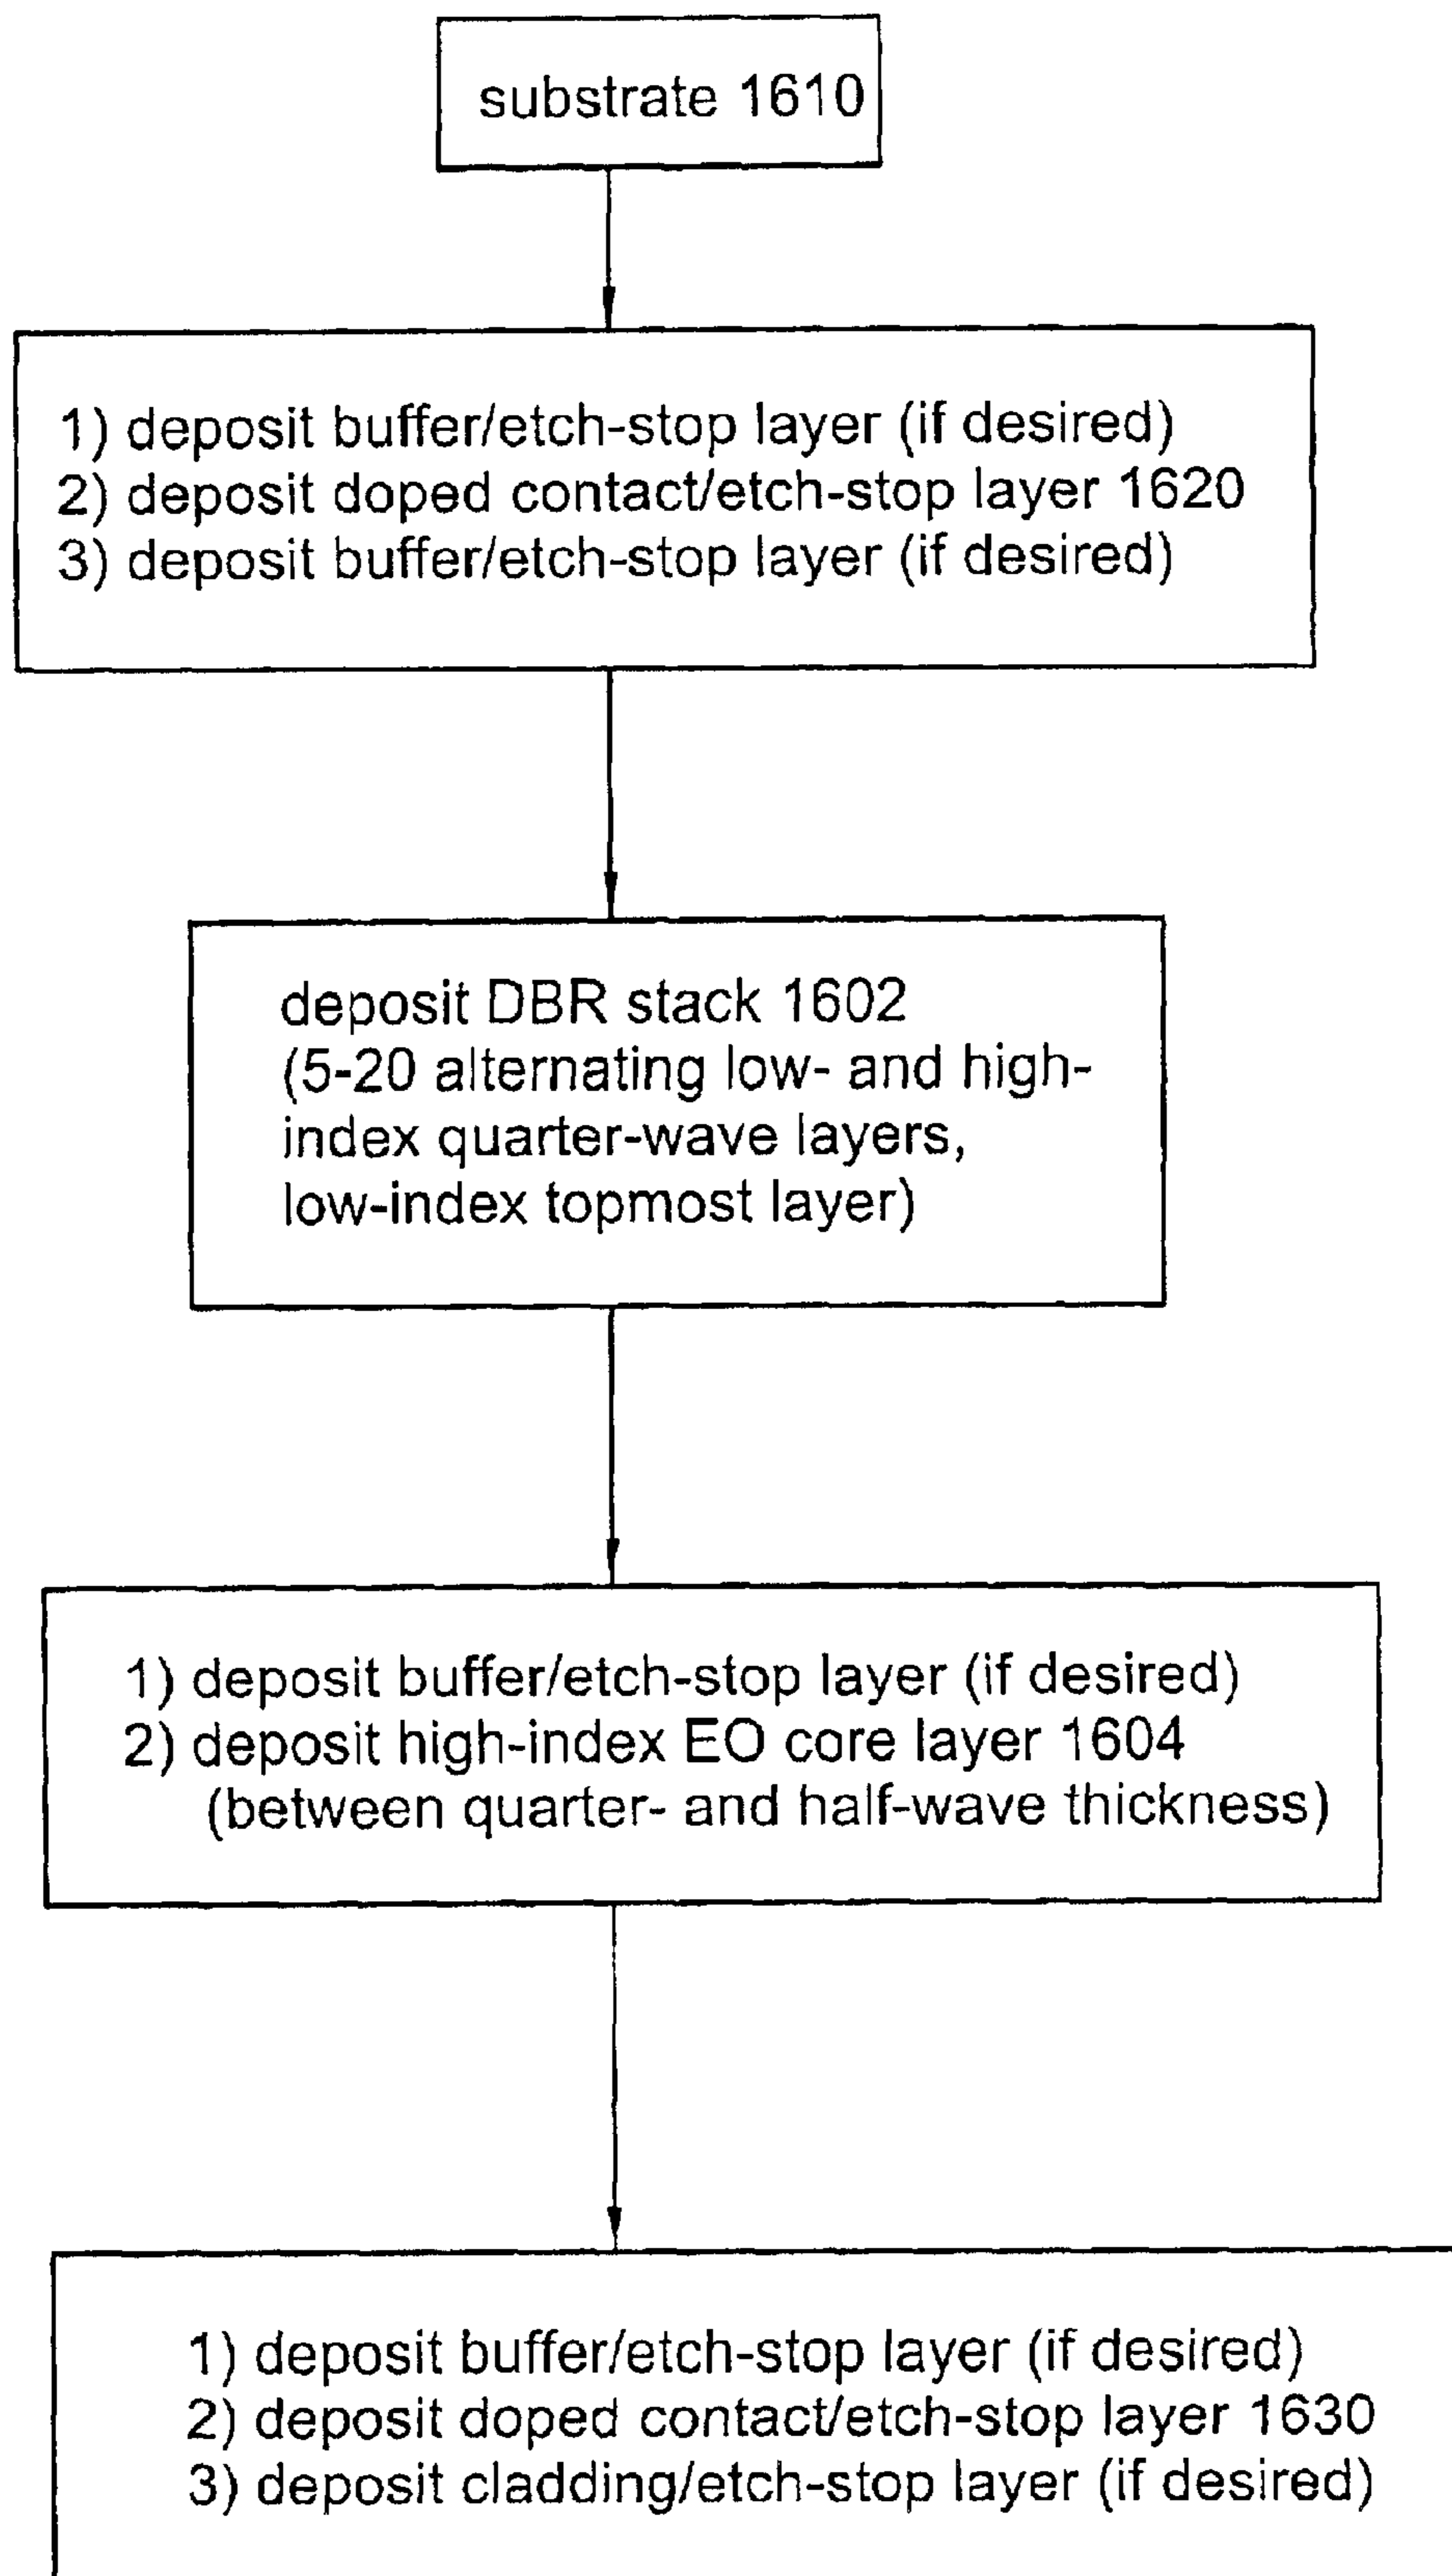 substrate 1610
1) deposit buffer/etch-stop layer (if desired)
2) deposit doped contact/etch-stop layer 1620
3) deposit buffer/etch-stop layer (if desired)
deposit DBR stack 1602
(5-20 alternating low- and high-
index quarter-wave layers,
low-index topmost layer)
1) deposit buffer/etch-stop layer (if desired)
2) deposit high-index EO core layer 1604
(between quarter- and half-wave thickness)
1) deposit buffer/etch-stop layer (if desired)
2) deposit doped contact/etch-stop layer 1630
3) deposit cladding/etch-stop layer (if desired)